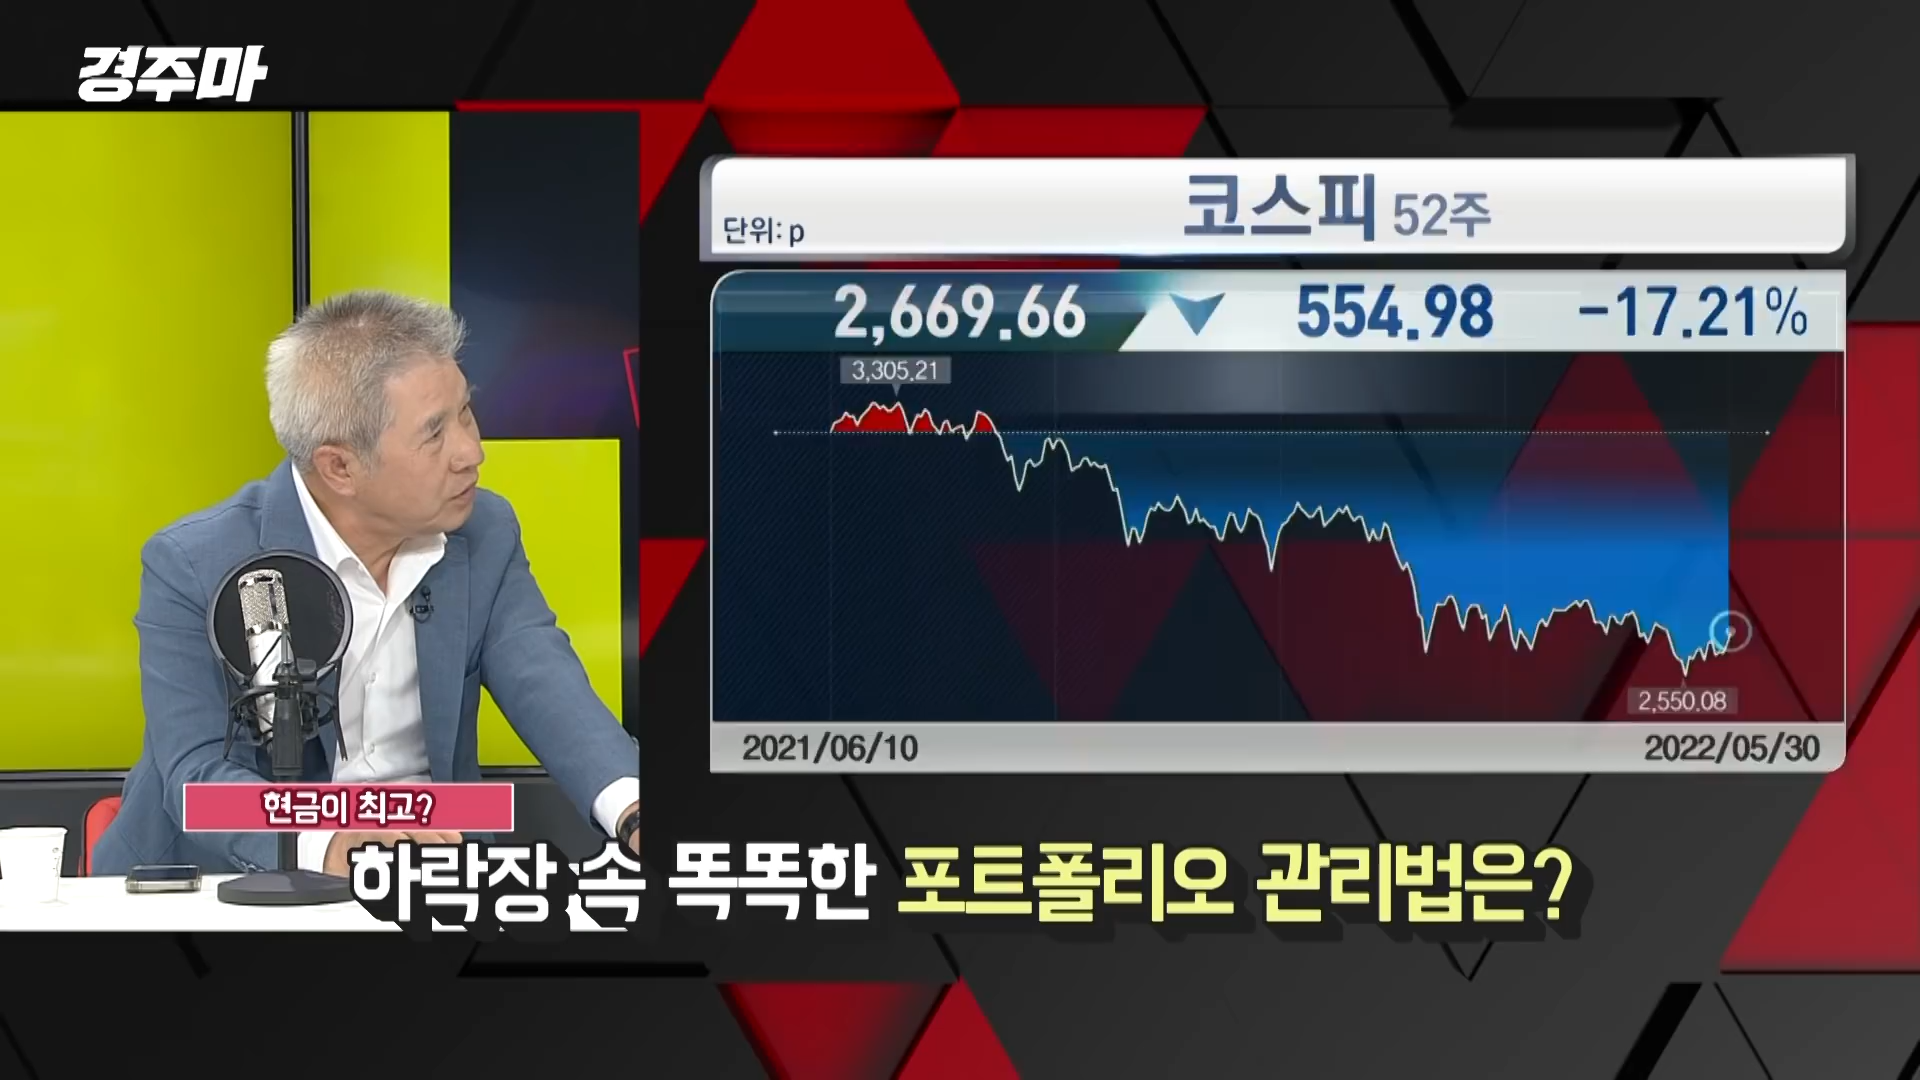 경주마
코스피 52주
단위: p
2,669.66 ▼ 554.98 -17.21%
3,305.21
2,550.08
2021/06/10 2022/05/30
현금이 최고?
하락장 속 똑똑한 포트폴리오 관리법은?